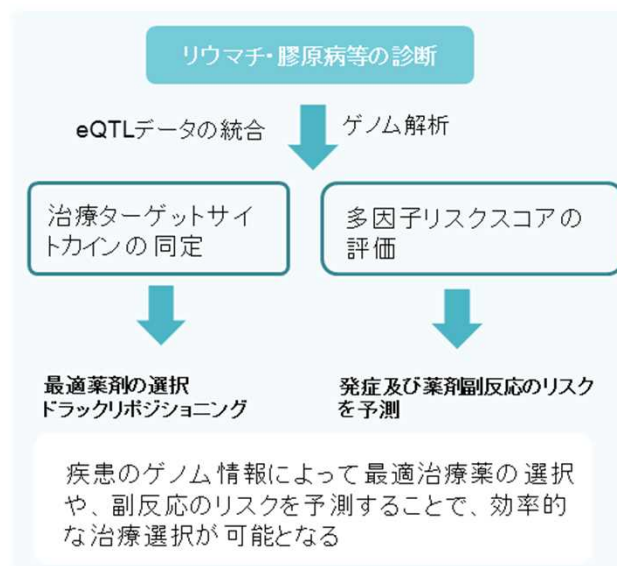 リウマチ・膠原病等の診断
eQTLデータの統合
ゲノム解析
治療ターゲットサイ
トカインの同定
多因子リスクスコアの
評価
最適薬剤の選択
ドラックリポジショニング
発症及び薬剤副反応のリスク
を予測
疾患のゲノム情報によって最適治療薬の選択
や、副反応のリスクを予測することで、効率的
な治療選択が可能となる